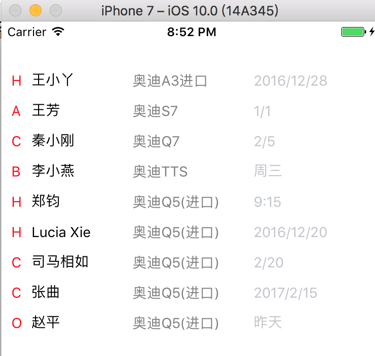 iPhone 7 – iOS 10.0 (14A345)
Carrier 8:52 PM
H 王小丫 奥迪A3进口 2016/12/28
A 王芳 奥迪S7 1/1
C 秦小刚 奥迪Q7 2/5
B 李小燕 奥迪TTS 周三
H 郑钧 奥迪Q5(进口) 9:15
H Lucia Xie 奥迪Q5(进口) 2016/12/20
C 司马相如 奥迪Q5(进口) 2/20
C 张曲 奥迪Q5(进口) 2017/2/15
O 赵平 奥迪Q5(进口) 昨天